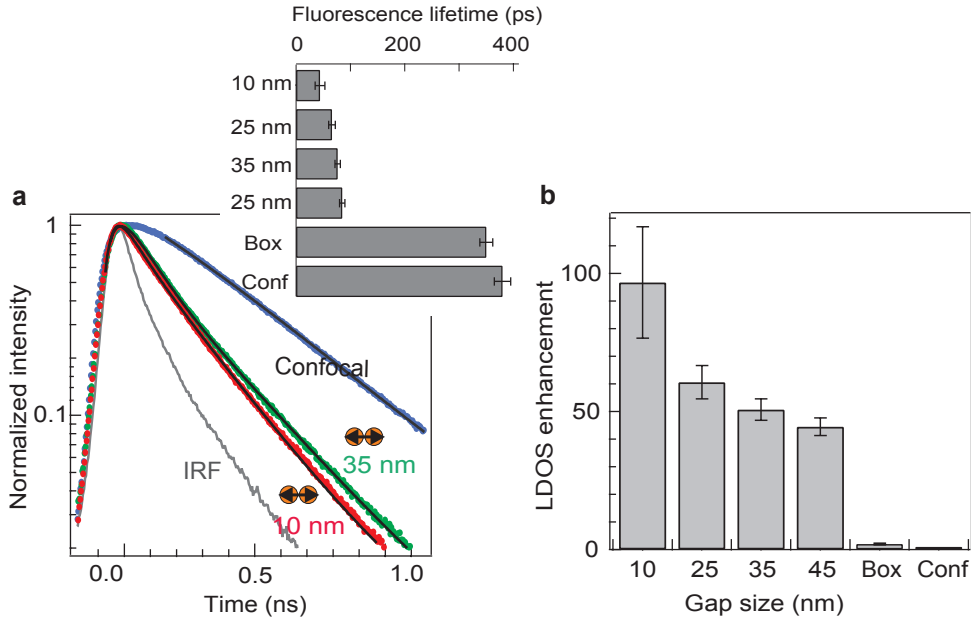 Fluorescence lifetime (ps)
0 200 400
10 nm
25 nm
35 nm
25 nm
Box
Conf
a
1
0.1
Normalized intensity
Confocal
35 nm
IRF
10 nm
0.0 0.5 1.0
Time (ns)
b
100
50
0
LDOS enhancement
10 25 35 45 Box Conf
Gap size (nm)